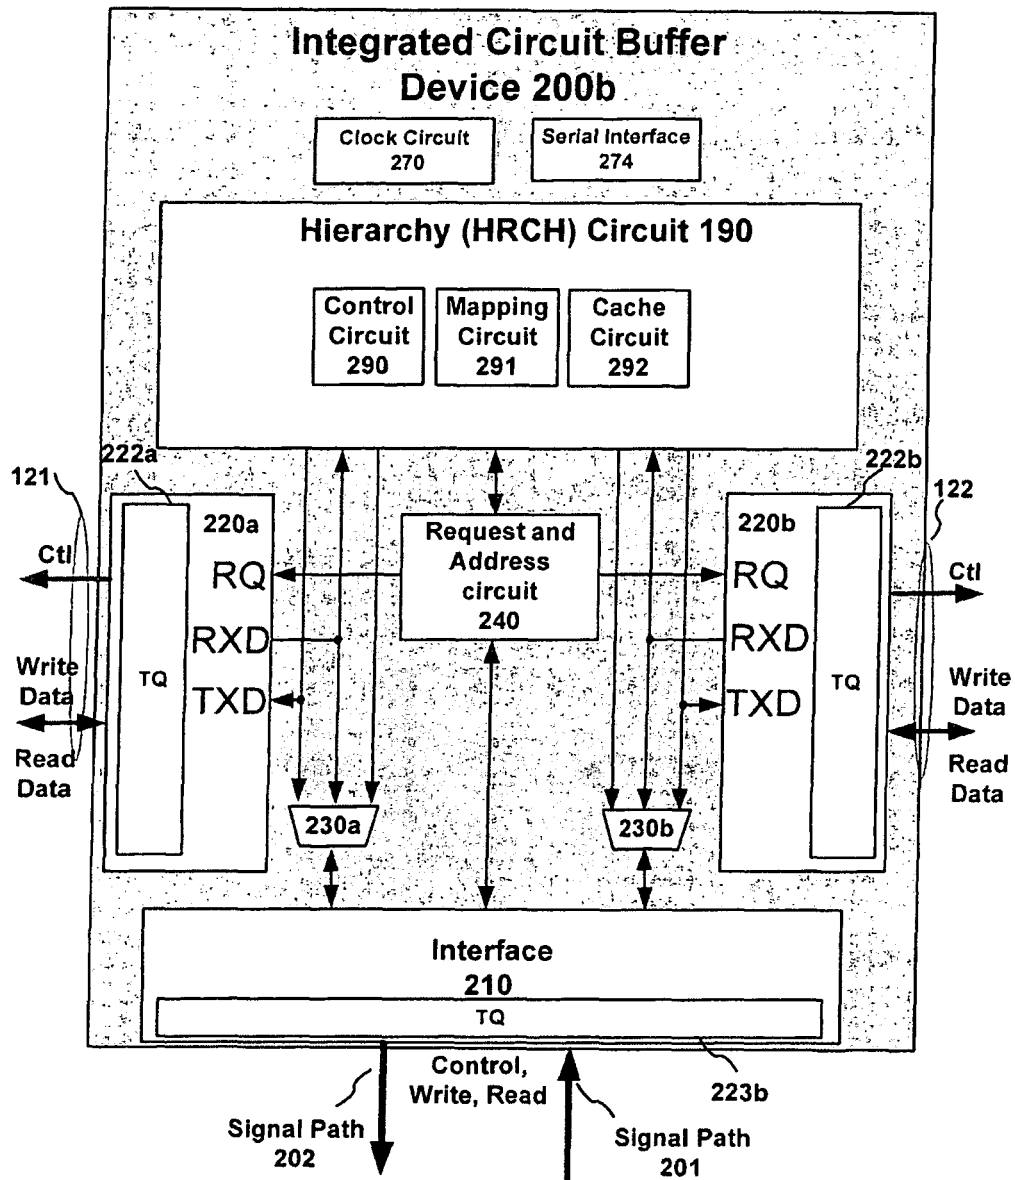 Integrated Circuit Buffer
Device 200b
Clock Circuit
270
Serial Interface
274
Hierarchy (HRCH) Circuit 190
Control
Circuit
290
Mapping
Circuit
291
Cache
Circuit
292
121
222a
222b
122
220a
Request and
Address
circuit
240
220b
Ctl
RQ
RQ
Ctl
RXD
RXD
Write
Data
TQ
TXD
TXD
TQ
Write
Data
Read
Data
Read
Data
230a
230b
Interface
210
TQ
Control,
Write, Read
223b
Signal Path
202
Signal Path
201